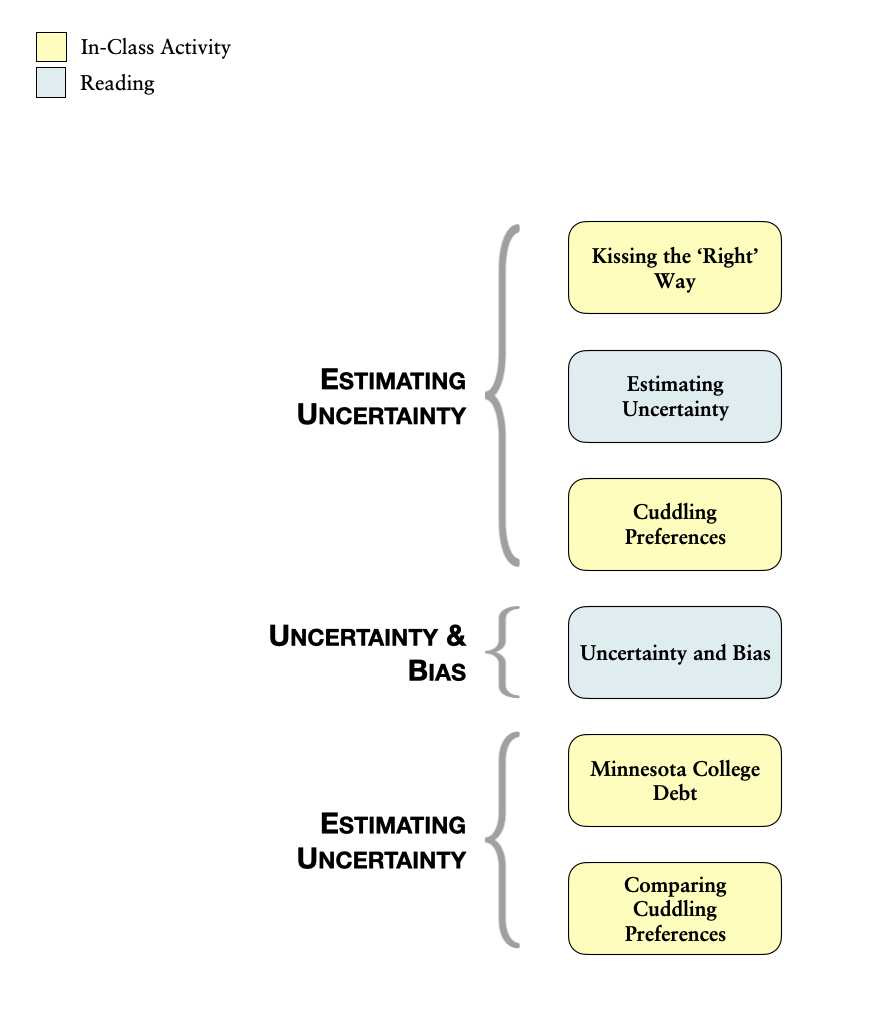 In-Class Activity
Reading
Kissing the ‘Right’
Way
ESTIMATING
UNCERTAINTY
Estimating
Uncertainty
Cuddling
Preferences
UNCERTAINTY &
BIAS
Uncertainty and Bias
Minnesota College
Debt
ESTIMATING
UNCERTAINTY
Comparing
Cuddling
Preferences